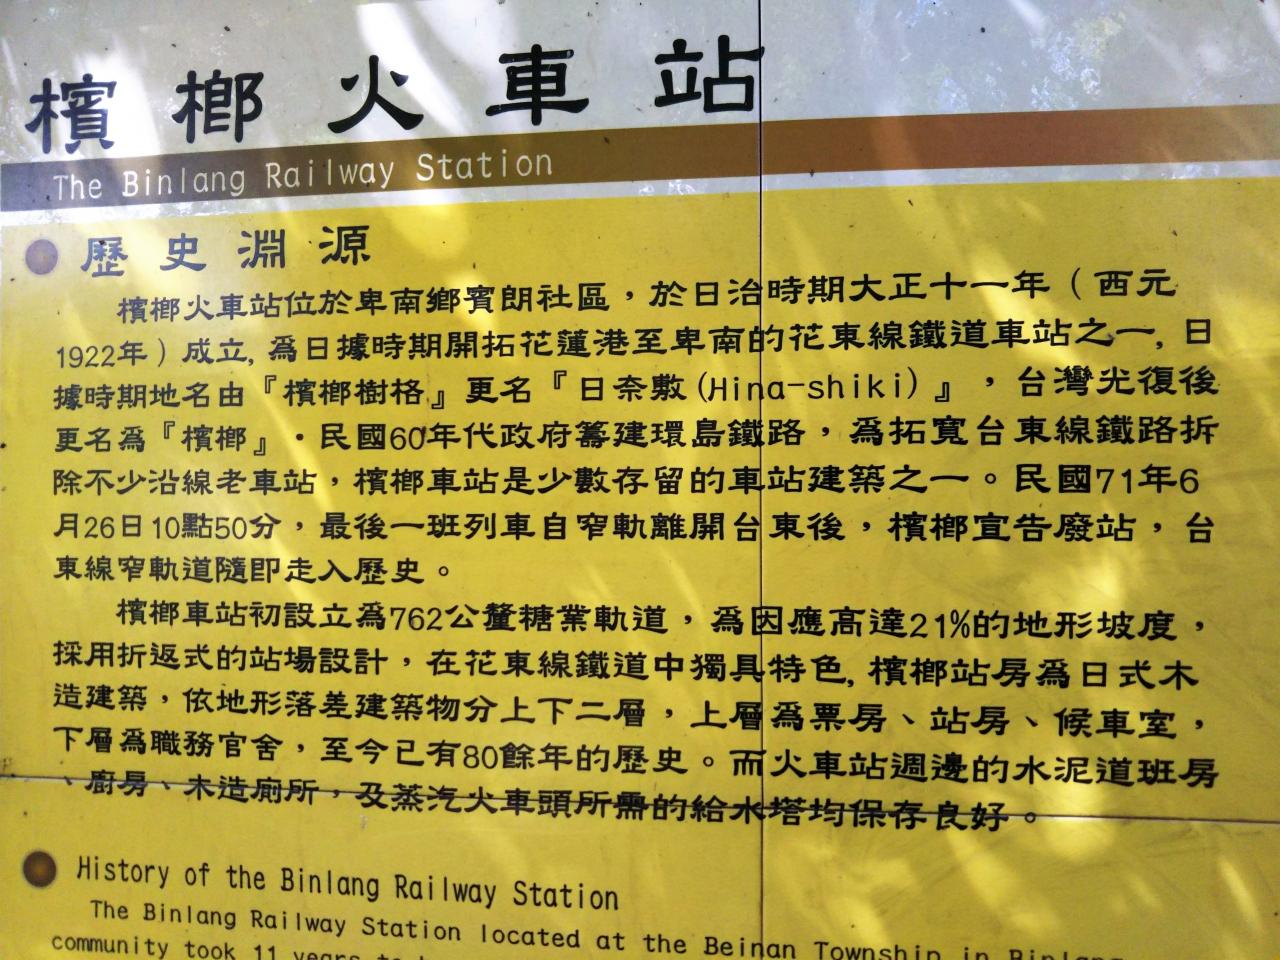 檳榔火車站
The Binlang Railway Station
歷史淵源
檳榔火車站位於卑南鄉賓朗社區，於日治時期大正十一年（西元
1922年）成立,為日據時期開拓花蓮港至卑南的花東線鐵道車站之一,日
據時期地名由『檳榔樹格』更名『日奈敷(Hina-shiki)』，台灣光復後
更名為『檳榔』‧民國60年代政府籌建環島鐵路，為拓寬台東線鐵路拆
除不少沿線老車站，檳榔車站是少數存留的車站建築之一。民國71年6
月26日10點50分，最後一班列車自窄軌離開台東後，檳榔宣告廢站，台
東線窄軌道隨即走入歷史。
檳榔車站初設立為762公釐糖業軌道，為因應高達21%的地形坡度，
採用折返式的站場設計，在花東線鐵道中獨具特色,檳榔站房為日式木
造建築，依地形落差建築物分上下二層，上層為票房、站房、候車室，
下層為職務官舍，至今已有80餘年的歷史。而火車站週邊的水泥道班房
、廚房、木造廁所，及蒸汽火車頭所需的給水塔均保存良好。
History of the Binlang Railway Station
The Binlang Railway Station located at the Beinan Township in Binlang
community took 11 years to